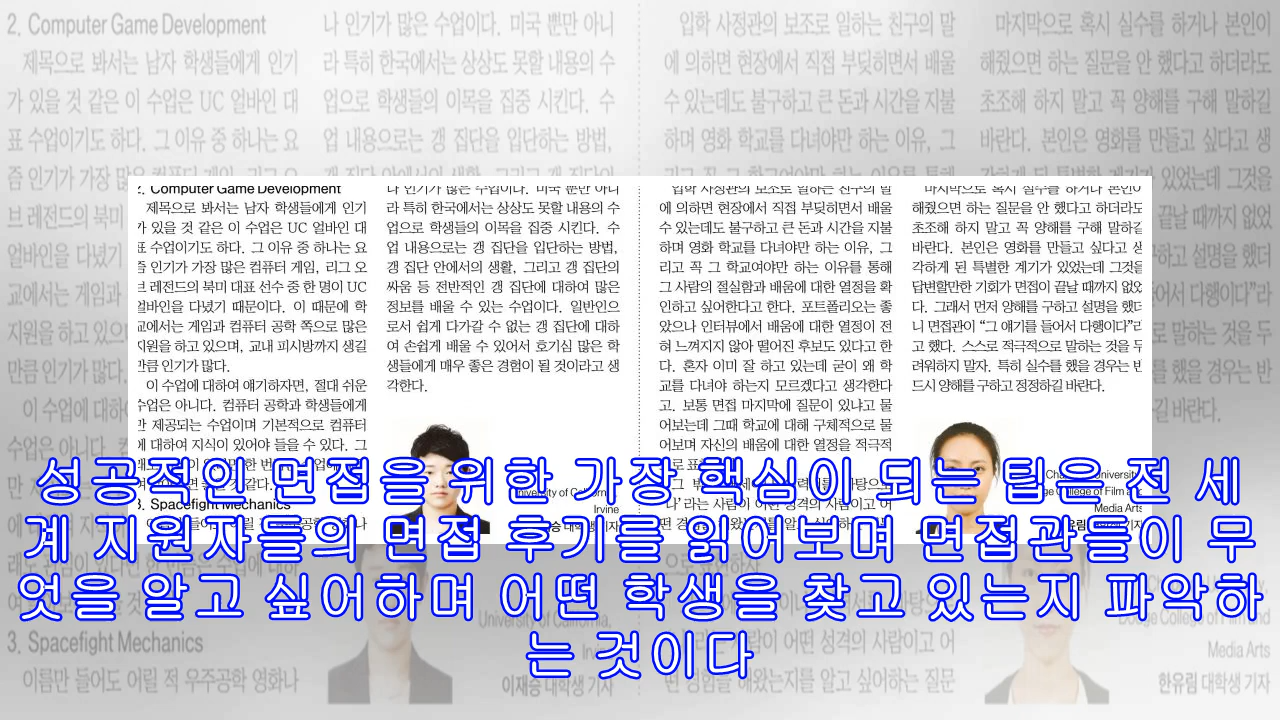 2. Computer Game Development
제목으로 봐서는 남자 학생들에게 인기
가 있을 것 같은 이 수업은 UC 얼바인 대
표 수업이기도 하다. 그 이유 중 하나는 요
즘 인기가 가장 많은 컴퓨터 게임, 리그 오
브 레전드의 북미 대표 선수 중 한 명이 UC
얼바인을 다녔기 때문이다. 이 때문에 학
교에서는 게임과 컴퓨터 공학 쪽으로 많은
지원을 하고 있으며, 교내 피시방까지 생길
만큼 인기가 많다.
이 수업에 대하여 얘기하자면, 절대 쉬운
수업은 아니다. 컴퓨터 공학과 학생들에게
만 제공되는 수업이며 기본적으로 컴퓨터
에 대하여 지식이 있어야 들을 수 있다. 그
3. Spacefight Mechanics
이름만 들어도 어릴 적 우주공학 영화나
나 인기가 많은 수업이다. 미국 뿐만 아니
라 특히 한국에서는 상상도 못할 내용의 수
업으로 학생들의 이목을 집중 시킨다. 수
업 내용으로는 갱 집단을 입단하는 방법,
갱 집단 안에서의 생활, 그리고 갱 집단의
싸움 등 전반적인 갱 집단에 대하여 많은
정보를 배울 수 있는 수업이다. 일반인으
로서 쉽게 다가갈 수 없는 갱 집단에 대하
여 손쉽게 배울 수 있어서 호기심 많은 학
생들에게 매우 좋은 경험이 될 것이라고 생
각한다.
University of California,
Irvine
이재승 대학생 기자
입학 사정관의 보조로 일하는 친구의 말
에 의하면 현장에서 직접 부딪히면서 배울
수 있는데도 불구하고 큰 돈과 시간을 지불
하며 영화 학교를 다녀야만 하는 이유, 그
리고 꼭 그 학교여야만 하는 이유를 통해
그 사람의 절실함과 배움에 대한 열정을 확
인하고 싶어한다고 한다. 포트폴리오는 좋
았으나 인터뷰에서 배움에 대한 열정이 전
혀 느껴지지 않아 떨어진 후보도 있다고 한
다. 혼자 이미 잘 하고 있는데 굳이 왜 학
교를 다녀야 하는지 모르겠다고 생각한다
고. 보통 면접 마지막에 질문이 있냐고 물
어보는데 그때 학교에 대해 구체적으로 물
어보며 자신의 배움에 대한 열정을 적극적
으로 표현하자.
마지막으로 혹시 실수를 하거나 본인이
해줬으면 하는 질문을 안 했다고 하더라도
초조해 하지 말고 꼭 양해를 구해 말하길
바란다. 본인은 영화를 만들고 싶다고 생
각하게 된 특별한 계기가 있었는데 그것을
답변할만한 기회가 면접이 끝날 때까지 없었
다. 그래서 먼저 양해를 구하고 설명을 했더
니 면접관이 “그 얘기를 들어서 다행이다”라
고 했다. 스스로 적극적으로 말하는 것을 두
려워하지 말자. 특히 실수를 했을 경우는 반
드시 양해를 구하고 정정하길 바란다.
Chapman University,
Dodge College of Film and
Media Arts
한유림 대학생 기자
성공적인 면접을 위한 가장 핵심이 되는 팁은 전 세
계 지원자들의 면접 후기를 읽어보며 면접관들이 무
엇을 알고 싶어하며 어떤 학생을 찾고 있는지 파악하
는 것이다